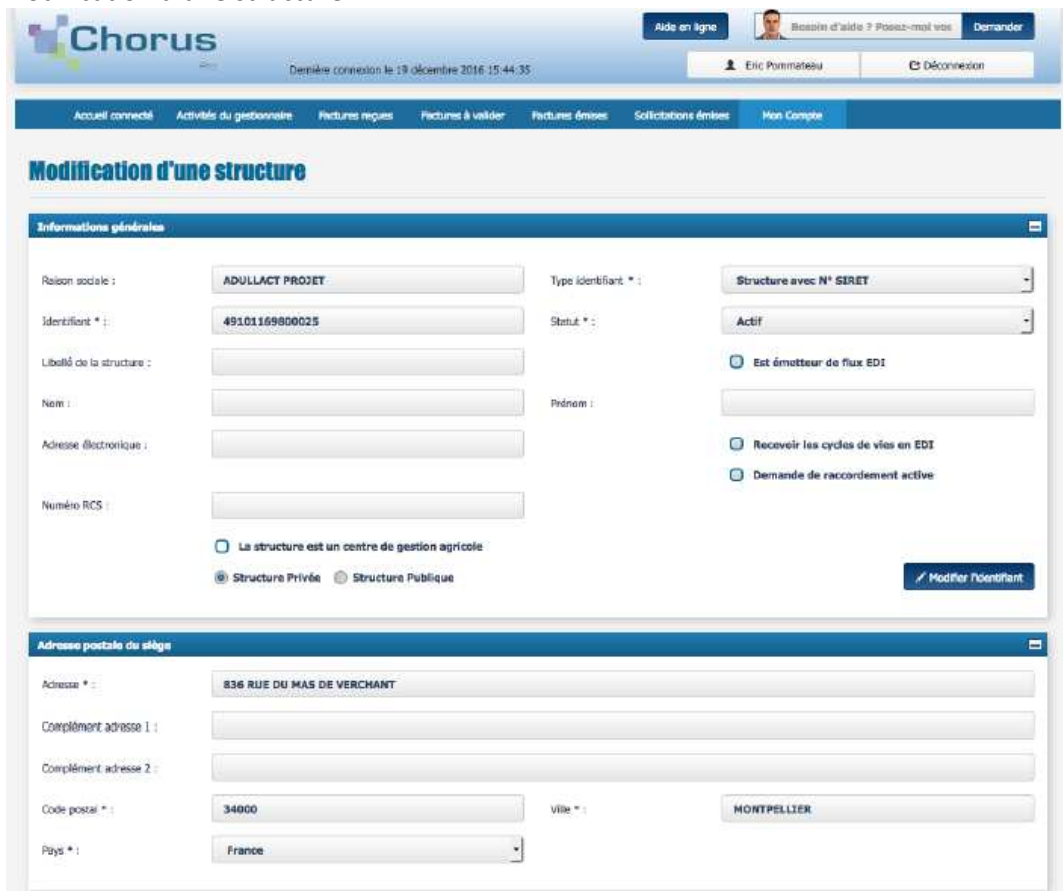 Chorus
Aide en ligne
Besoin d'aide ? Posez-moi vos
Demander
Dernière connexion le 19 décembre 2016 15:44:35
Eric Pommateau
Déconnexion
Accueil connecté Activités du gestionnaire Factures reçues Factures à valider Factures émises Sollicitations émises Mon Compte
Modification d'une structure
Informations générales
Raison sociale : ADULLACT PROJET Type identifiant * : Structure avec N° SIRET
Identifiant * : 49101169800025 Statut * : Actif
Libellé de la structure : Est émetteur de flux EDI
Nom : Prénom :
Adresse électronique : Recevoir les cycles de vies en EDI
Demande de raccordement active
Numéro RCS :
La structure est un centre de gestion agricole
Structure Privée Structure Publique Modifier l'identifiant
Adresse postale du siège
Adresse * : 836 RUE DU MAS DE VERCHANT
Complément adresse 1 :
Complément adresse 2 :
Code postal * : 34000 Ville * : MONTPELLIER
Pays * : France